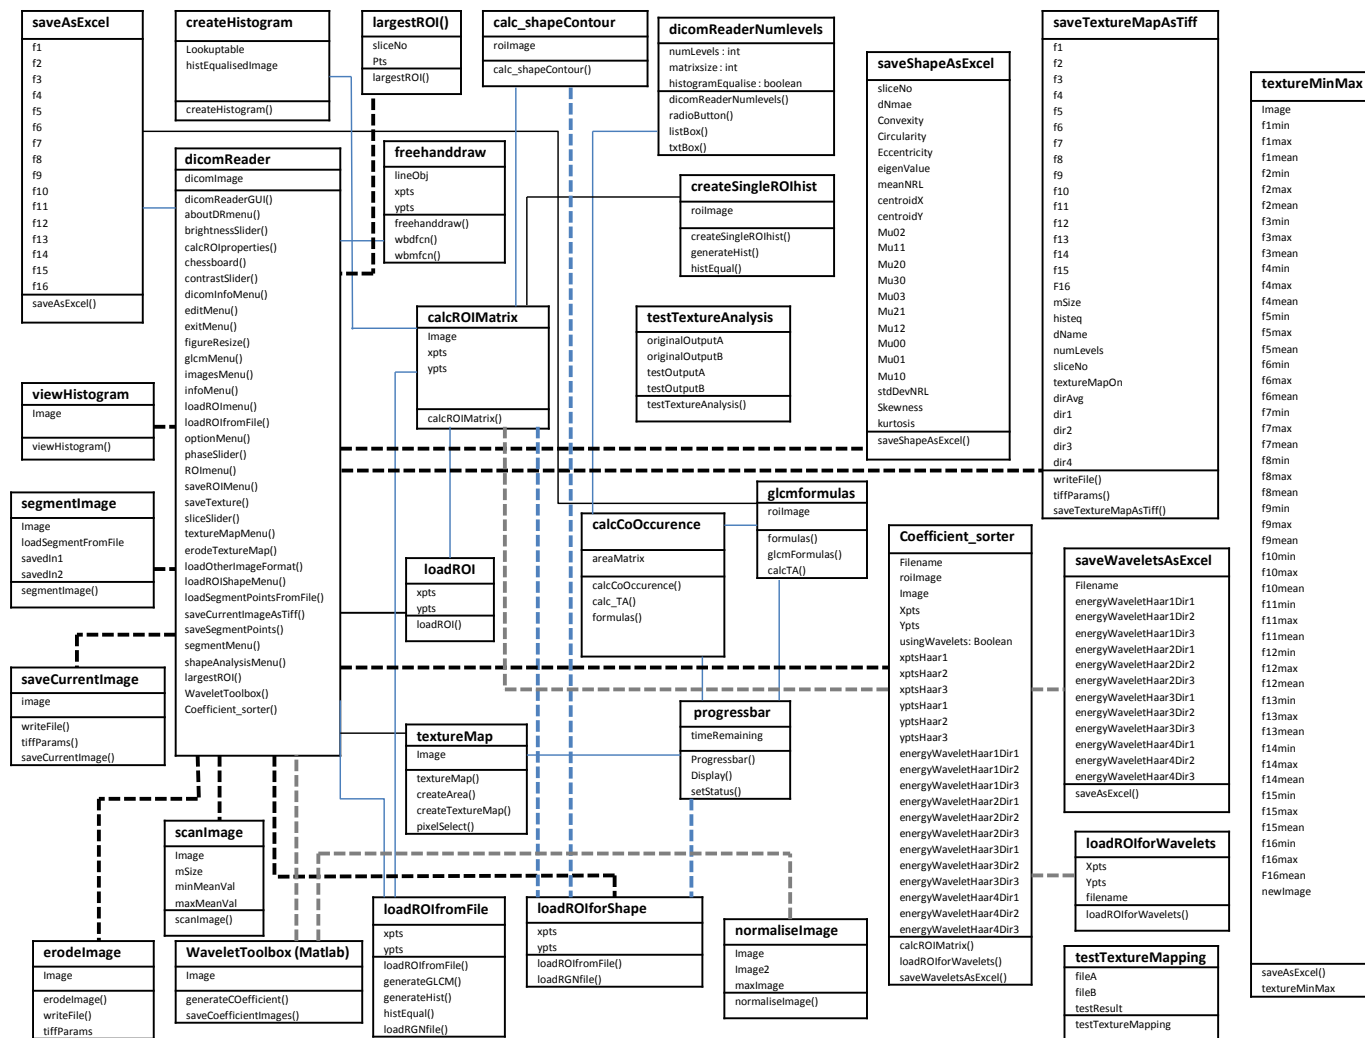 saveAsExcel
f1
f2
f3
f4
f5
f6
f7
f8
f9
f10
f11
f12
f13
f14
f15
f16
saveAsExcel()
createHistogram
Lookuptable
histEqualisedImage
createHistogram()
largestROI()
sliceNo
Pts
largestROI()
calc_shapeContour
roiImage
calc_shapeContour()
dicomReaderNumlevels
numLevels : int
matrixsize : int
histogramEqualise : boolean
dicomReaderNumlevels()
radioButton()
listBox()
txtBox()
saveShapeAsExcel
sliceNo
dNmae
Convexity
Circularity
Eccentricity
eigenValue
meanNRL
centroidX
centroidY
Mu02
Mu11
Mu20
Mu30
Mu03
Mu21
Mu12
Mu00
Mu01
Mu10
stdDevNRL
Skewness
kurtosis
saveShapeAsExcel()
saveTextureMapAsTiff
f1
f2
f3
f4
f5
f6
f7
f8
f9
f10
f11
f12
f13
f14
f15
F16
mSize
histeq
dName
numLevels
sliceNo
textureMapOn
dirAvg
dir1
dir2
dir3
dir4
writeFile()
tiffParams()
saveTextureMapAsTiff()
textureMinMax
Image
f1min
f1max
f1mean
f2min
f2max
f2mean
f3min
f3max
f3mean
f4min
f4max
f4mean
f5min
f5max
f5mean
f6min
f6max
f6mean
f7min
f7max
f7mean
f8min
f8max
f8mean
f9min
f9max
f9mean
f10min
f10max
f10mean
f11min
f11max
f11mean
f12min
f12max
f12mean
f13min
f13max
f13mean
f14min
f14max
f14mean
f15min
f15max
f15mean
f16min
f16max
F16mean
newImage
saveAsExcel()
textureMinMax
dicomReader
dicomImage
dicomReaderGUI()
aboutDRmenu()
brightnessSlider()
calcROIproperties()
chessboard()
contrastSlider()
dicomInfoMenu()
editMenu()
exitMenu()
figureResize()
glcmMenu()
imagesMenu()
infoMenu()
loadROImenu()
loadROIfromFile()
optionMenu()
phaseSlider()
ROImenu()
saveROIMenu()
saveTexture()
sliceSlider()
textureMapMenu()
erodeTextureMap()
loadOtherImageFormat()
loadROIShapeMenu()
loadSegmentPointsFromFile()
saveCurrentImageAsTiff()
saveSegmentPoints()
segmentMenu()
shapeAnalysisMenu()
largestROI()
WaveletToolbox()
Coefficient_sorter()
freehanddraw
lineObj
xpts
ypts
freehanddraw()
wbdfcn()
wbmfcn()
createSingleROIhist
roiImage
createSingleROIhist()
generateHist()
histEqual()
calcROIMatrix
Image
xpts
ypts
calcROIMatrix()
testTextureAnalysis
originalOutputA
originalOutputB
testOutputA
testOutputB
testTextureAnalysis()
viewHistogram
Image
viewHistogram()
segmentImage
Image
loadSegmentFromFile
savedIn1
savedIn2
segmentImage()
glcmformulas
roiImage
formulas()
glcmFormulas()
calcTA()
calcCoOccurence
areaMatrix
calcCoOccurence()
calc_TA()
formulas()
Coefficient_sorter
Filename
roiImage
Image
Xpts
Ypts
usingWavelets: Boolean
xptsHaar1
xptsHaar2
xptsHaar3
yptsHaar1
yptsHaar2
yptsHaar3
energyWaveletHaar1Dir1
energyWaveletHaar1Dir2
energyWaveletHaar1Dir3
energyWaveletHaar2Dir1
energyWaveletHaar2Dir2
energyWaveletHaar2Dir3
energyWaveletHaar3Dir1
energyWaveletHaar3Dir2
energyWaveletHaar3Dir3
energyWaveletHaar4Dir1
energyWaveletHaar4Dir2
energyWaveletHaar4Dir3
calcROIMatrix()
loadROIforWavelets()
saveWaveletsAsExcel()
saveWaveletsAsExcel
Filename
energyWaveletHaar1Dir1
energyWaveletHaar1Dir2
energyWaveletHaar1Dir3
energyWaveletHaar2Dir1
energyWaveletHaar2Dir2
energyWaveletHaar2Dir3
energyWaveletHaar3Dir1
energyWaveletHaar3Dir2
energyWaveletHaar3Dir3
energyWaveletHaar4Dir1
energyWaveletHaar4Dir2
energyWaveletHaar4Dir3
saveAsExcel()
loadROI
xpts
ypts
loadROI()
saveCurrentImage
image
writeFile()
tiffParams()
saveCurrentImage()
textureMap
Image
textureMap()
createArea()
createTextureMap()
pixelSelect()
progressbar
timeRemaining
Progressbar()
Display()
setStatus()
scanImage
Image
mSize
minMeanVal
maxMeanVal
scanImage()
loadROIforWavelets
Xpts
Ypts
filename
loadROIforWavelets()
erodeImage
Image
erodeImage()
writeFile()
tiffParams
WaveletToolbox (Matlab)
Image
generateCOefficient()
saveCoefficientImages()
loadROIfromFile
xpts
ypts
loadROIfromFile()
generateGLCM()
generateHist()
histEqual()
loadRGNfile()
loadROIforShape
xpts
ypts
loadROIfromFile()
loadRGNfile()
normaliseImage
Image
Image2
maxImage
normaliseImage()
testTextureMapping
fileA
fileB
testResult
testTextureMapping